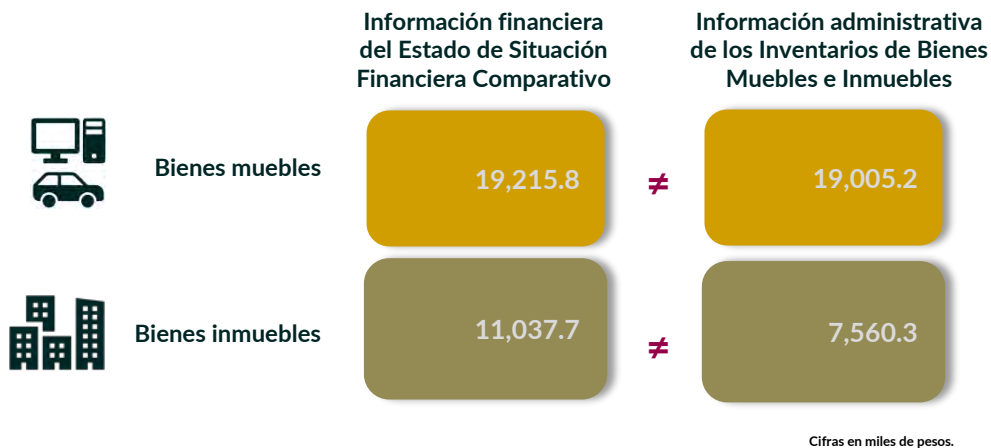 Información financiera
del Estado de Situación
Financiera Comparativo
Información administrativa
de los Inventarios de Bienes
Muebles e Inmuebles
Bienes muebles
19,215.8
≠
19,005.2
Bienes inmuebles
11,037.7
≠
7,560.3
Cifras en miles de pesos.